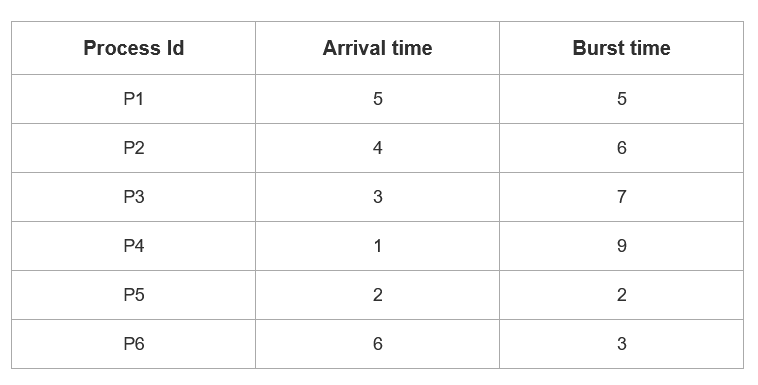 Process Id Arrival time Burst time
P1 5 5
P2 4 6
P3 3 7
P4 1 9
P5 2 2
P6 6 3